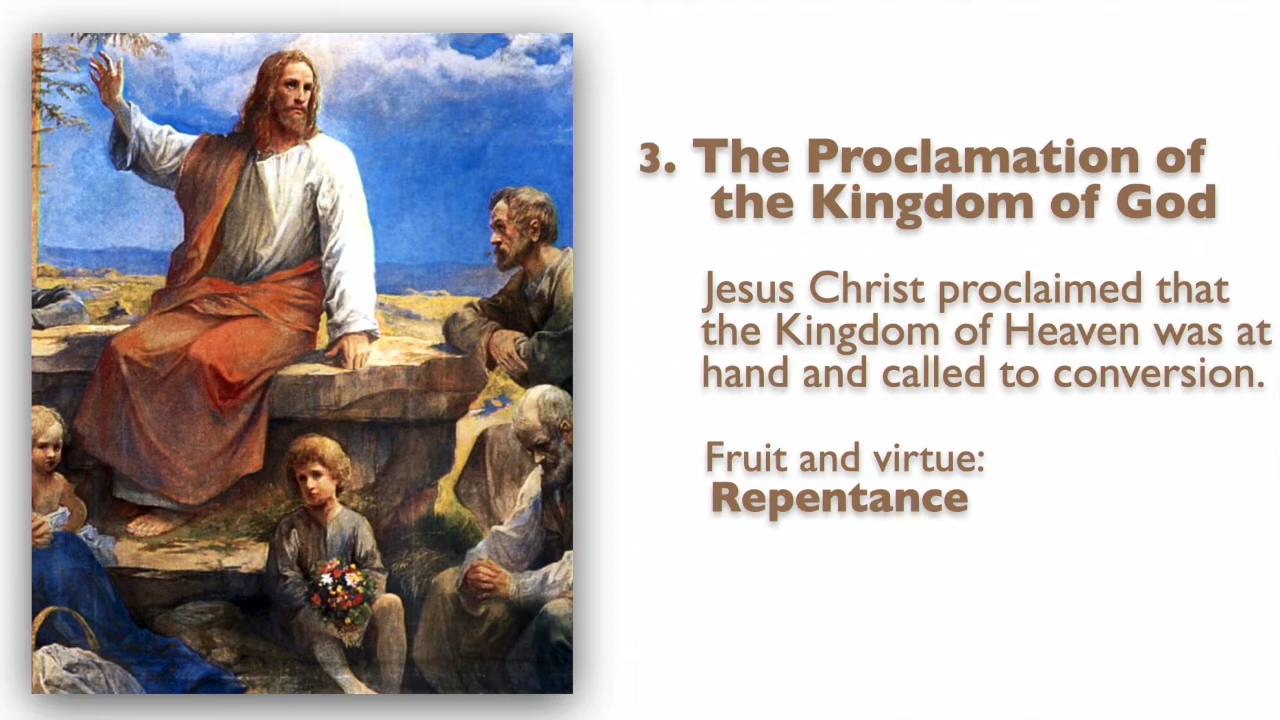 3. The Proclamation of
the Kingdom of God
Jesus Christ proclaimed that
the Kingdom of Heaven was at
hand and called to conversion.
Fruit and virtue:
Repentance